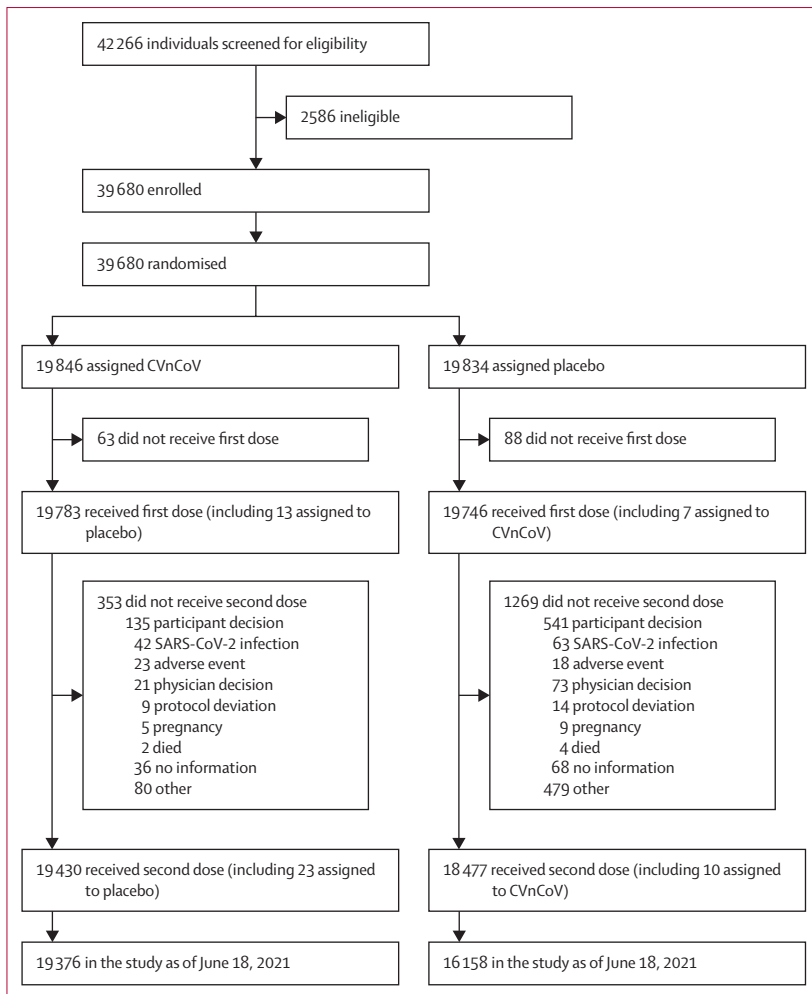 42 266 individuals screened for eligibility
2586 ineligible
39 680 enrolled
39 680 randomised
19 846 assigned CVnCoV
19 834 assigned placebo
63 did not receive first dose
88 did not receive first dose
19 783 received first dose (including 13 assigned to
placebo)
19 746 received first dose (including 7 assigned to
CVnCoV)
353 did not receive second dose
135 participant decision
42 SARS-CoV-2 infection
23 adverse event
21 physician decision
9 protocol deviation
5 pregnancy
2 died
36 no information
80 other
1269 did not receive second dose
541 participant decision
63 SARS-CoV-2 infection
18 adverse event
73 physician decision
14 protocol deviation
9 pregnancy
4 died
68 no information
479 other
19 430 received second dose (including 23 assigned
to placebo)
18 477 received second dose (including 10 assigned
to CVnCoV)
19 376 in the study as of June 18, 2021
16 158 in the study as of June 18, 2021